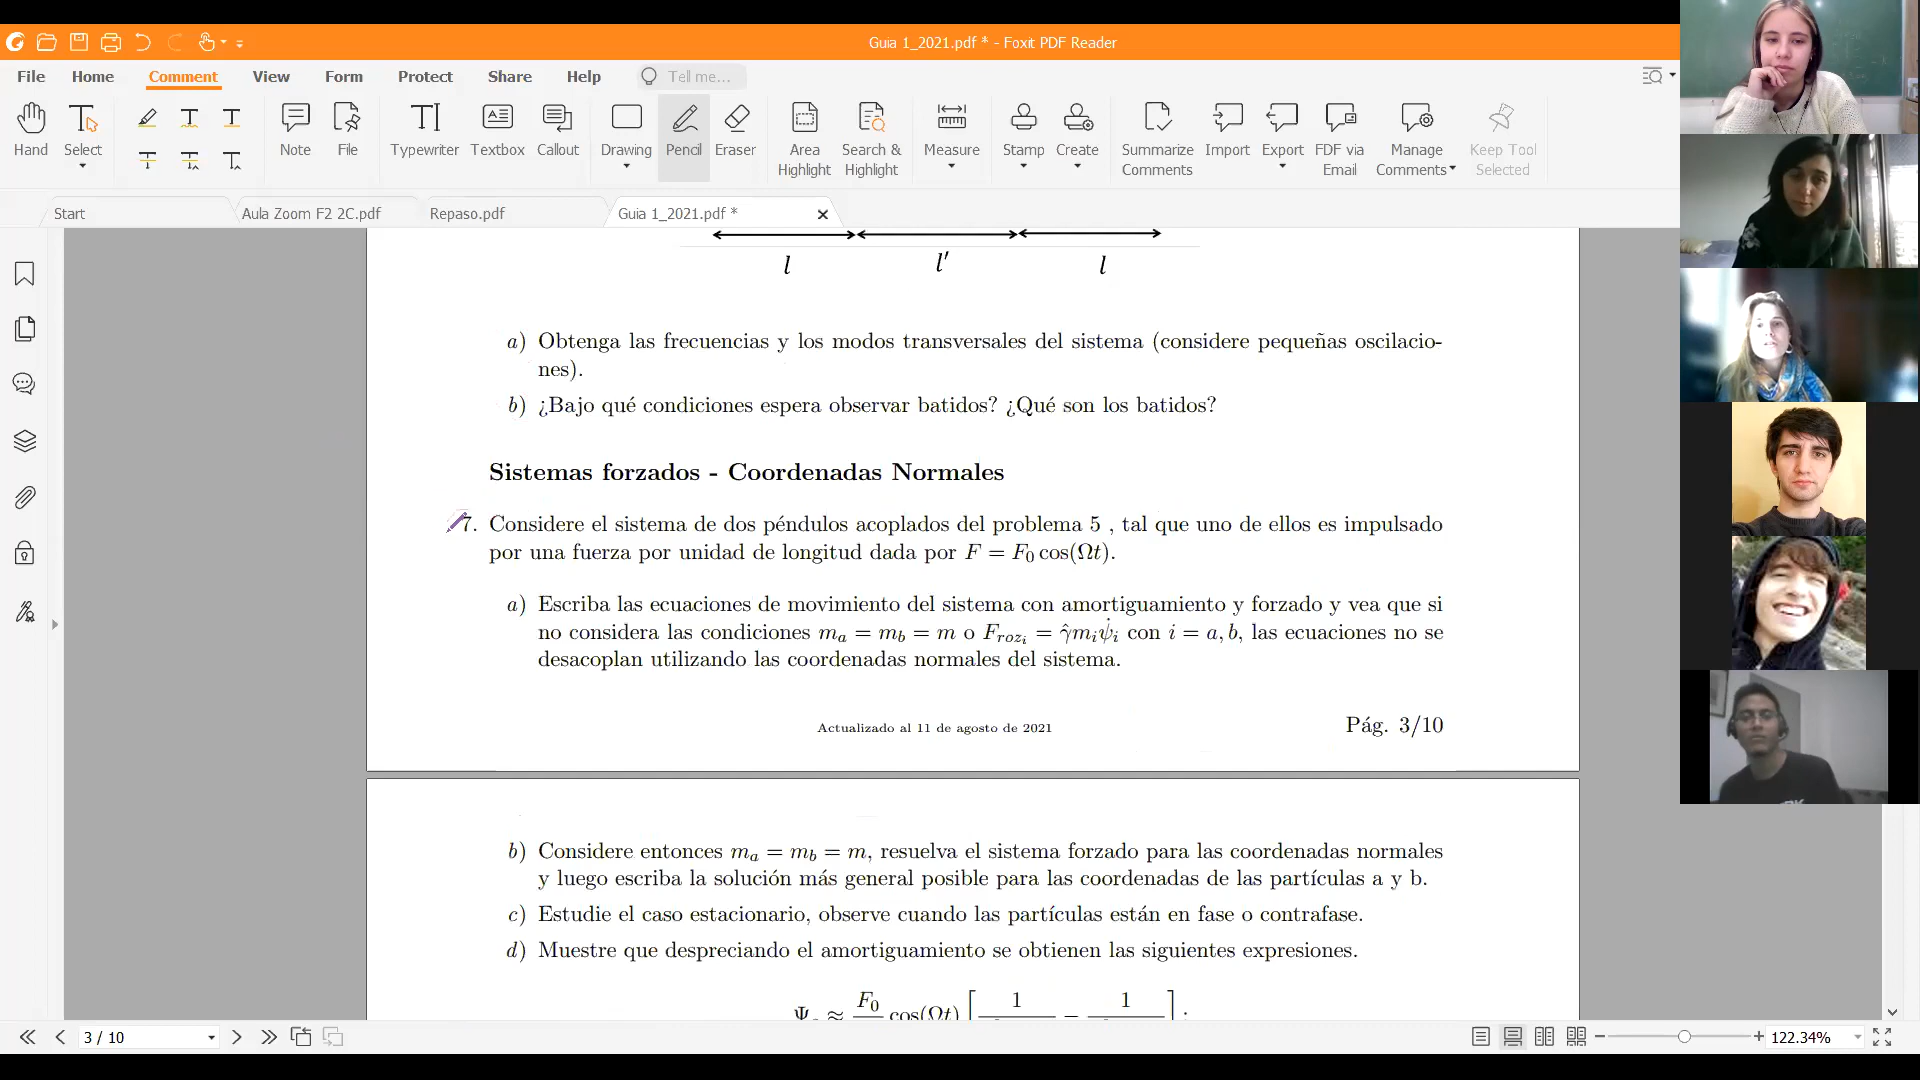 Guia 1_2021.pdf * - Foxit PDF Reader
File Home Comment View Form Protect Share Help Tell me...
Hand Select Note File Typewriter Textbox Callout Drawing Pencil Eraser Area Highlight Search & Highlight Measure Stamp Create Summarize Comments Import Export FDF via Email Manage Comments Keep Tool Selected
Start Aula Zoom F2 2C.pdf Repaso.pdf Guia 1_2021.pdf *
l l′ l
a) Obtenga las frecuencias y los modos transversales del sistema (considere pequeñas oscilacio-
nes).
b) ¿Bajo qué condiciones espera observar batidos? ¿Qué son los batidos?
Sistemas forzados - Coordenadas Normales
7. Considere el sistema de dos péndulos acoplados del problema 5 , tal que uno de ellos es impulsado
por una fuerza por unidad de longitud dada por F = F₀ cos(Ωt).
a) Escriba las ecuaciones de movimiento del sistema con amortiguamiento y forzado y vea que si
no considera las condiciones mₐ = m_b = m o F_{roz_i} = γ̂m_iψ̇_i con i = a, b, las ecuaciones no se
desacoplan utilizando las coordenadas normales del sistema.
Actualizado al 11 de agosto de 2021 Pág. 3/10
b) Considere entonces mₐ = m_b = m, resuelva el sistema forzado para las coordenadas normales
y luego escriba la solución más general posible para las coordenadas de las partículas a y b.
c) Estudie el caso estacionario, observe cuando las partículas están en fase o contrafase.
d) Muestre que despreciando el amortiguamiento se obtienen las siguientes expresiones.
F₀ 1 1
≈ cos(Ωt) [ − ] ;
3 / 10 122.34%